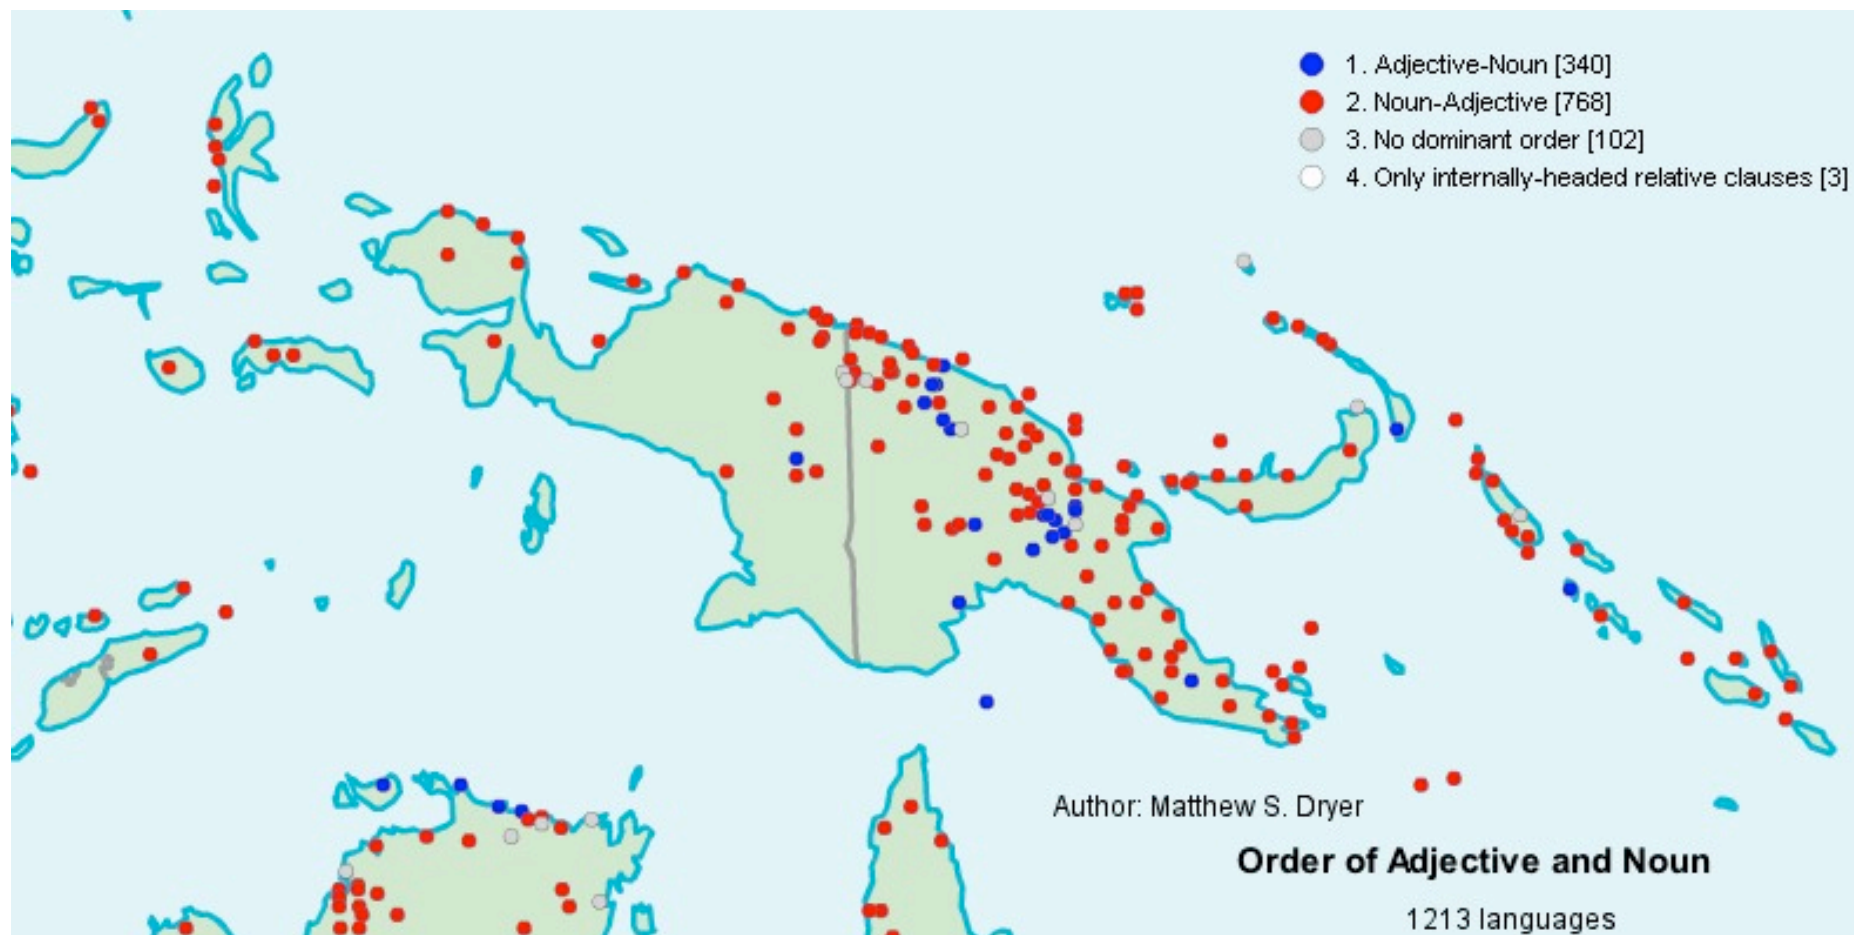 1. Adjective-Noun [340]
2. Noun-Adjective [768]
3. No dominant order [102]
4. Only internally-headed relative clauses [3]
Author: Matthew S. Dryer
Order of Adjective and Noun
1213 languages